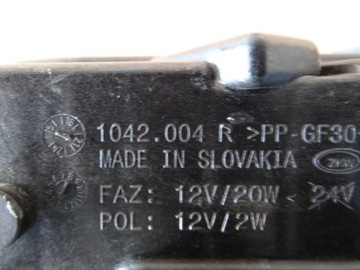 1042.004 R >PP-GF30
MADE IN SLOVAKIA
FAZ: 12V/20W - 24V
POL: 12V/2W